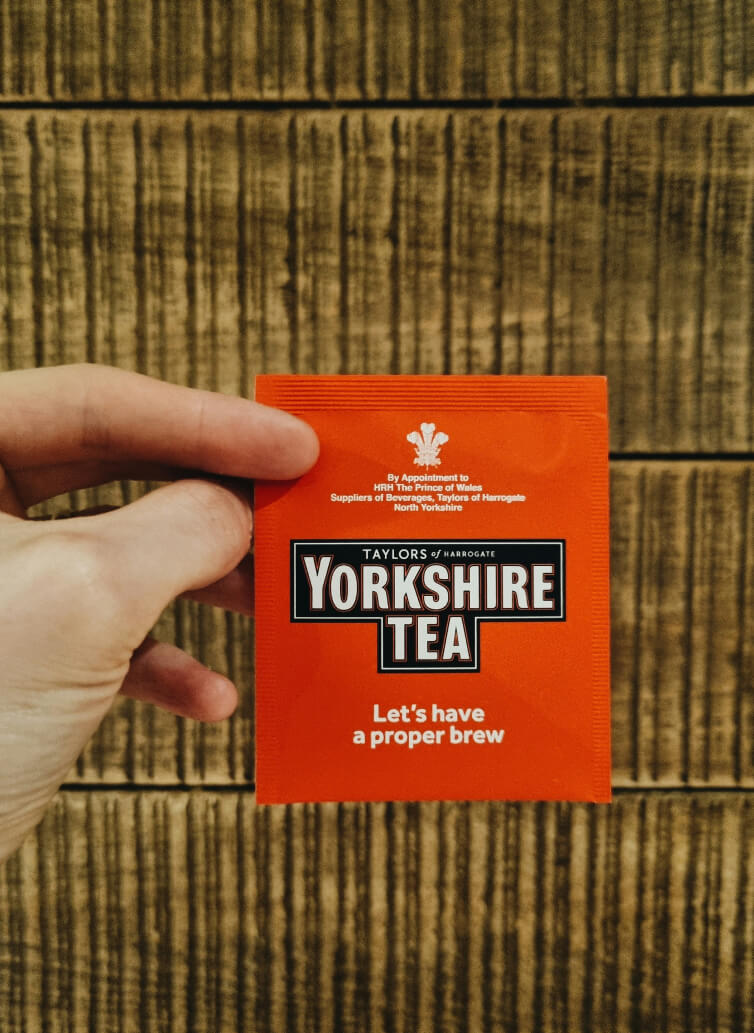 By Appointment to
HRH The Prince of Wales
Suppliers of Beverages, Taylors of Harrogate
North Yorkshire
TAYLORS of HARROGATE
YORKSHIRE
TEA
Let's have
a proper brew